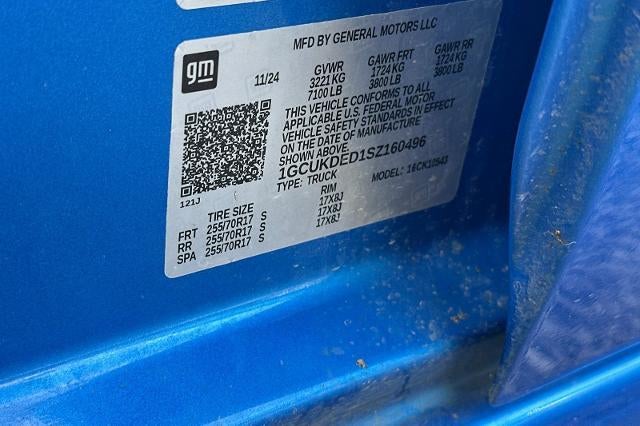 MFD BY GENERAL MOTORS LLC
gm
11/24
GVWR GAWR FRT GAWR RR
3221 KG 1724 KG 1724 KG
7100 LB 3800 LB 3800 LB
THIS VEHICLE CONFORMS TO ALL
APPLICABLE U.S. FEDERAL MOTOR
VEHICLE SAFETY STANDARDS IN EFFECT
ON THE DATE OF MANUFACTURE
SHOWN ABOVE.
1GCUKDED1SZ160496
TYPE: TRUCK MODEL: 16CK10543
121J
TIRE SIZE RIM
FRT 255/70R17 S 17X8J
RR 255/70R17 S 17X8J
SPA 255/70R17 S 17X8J